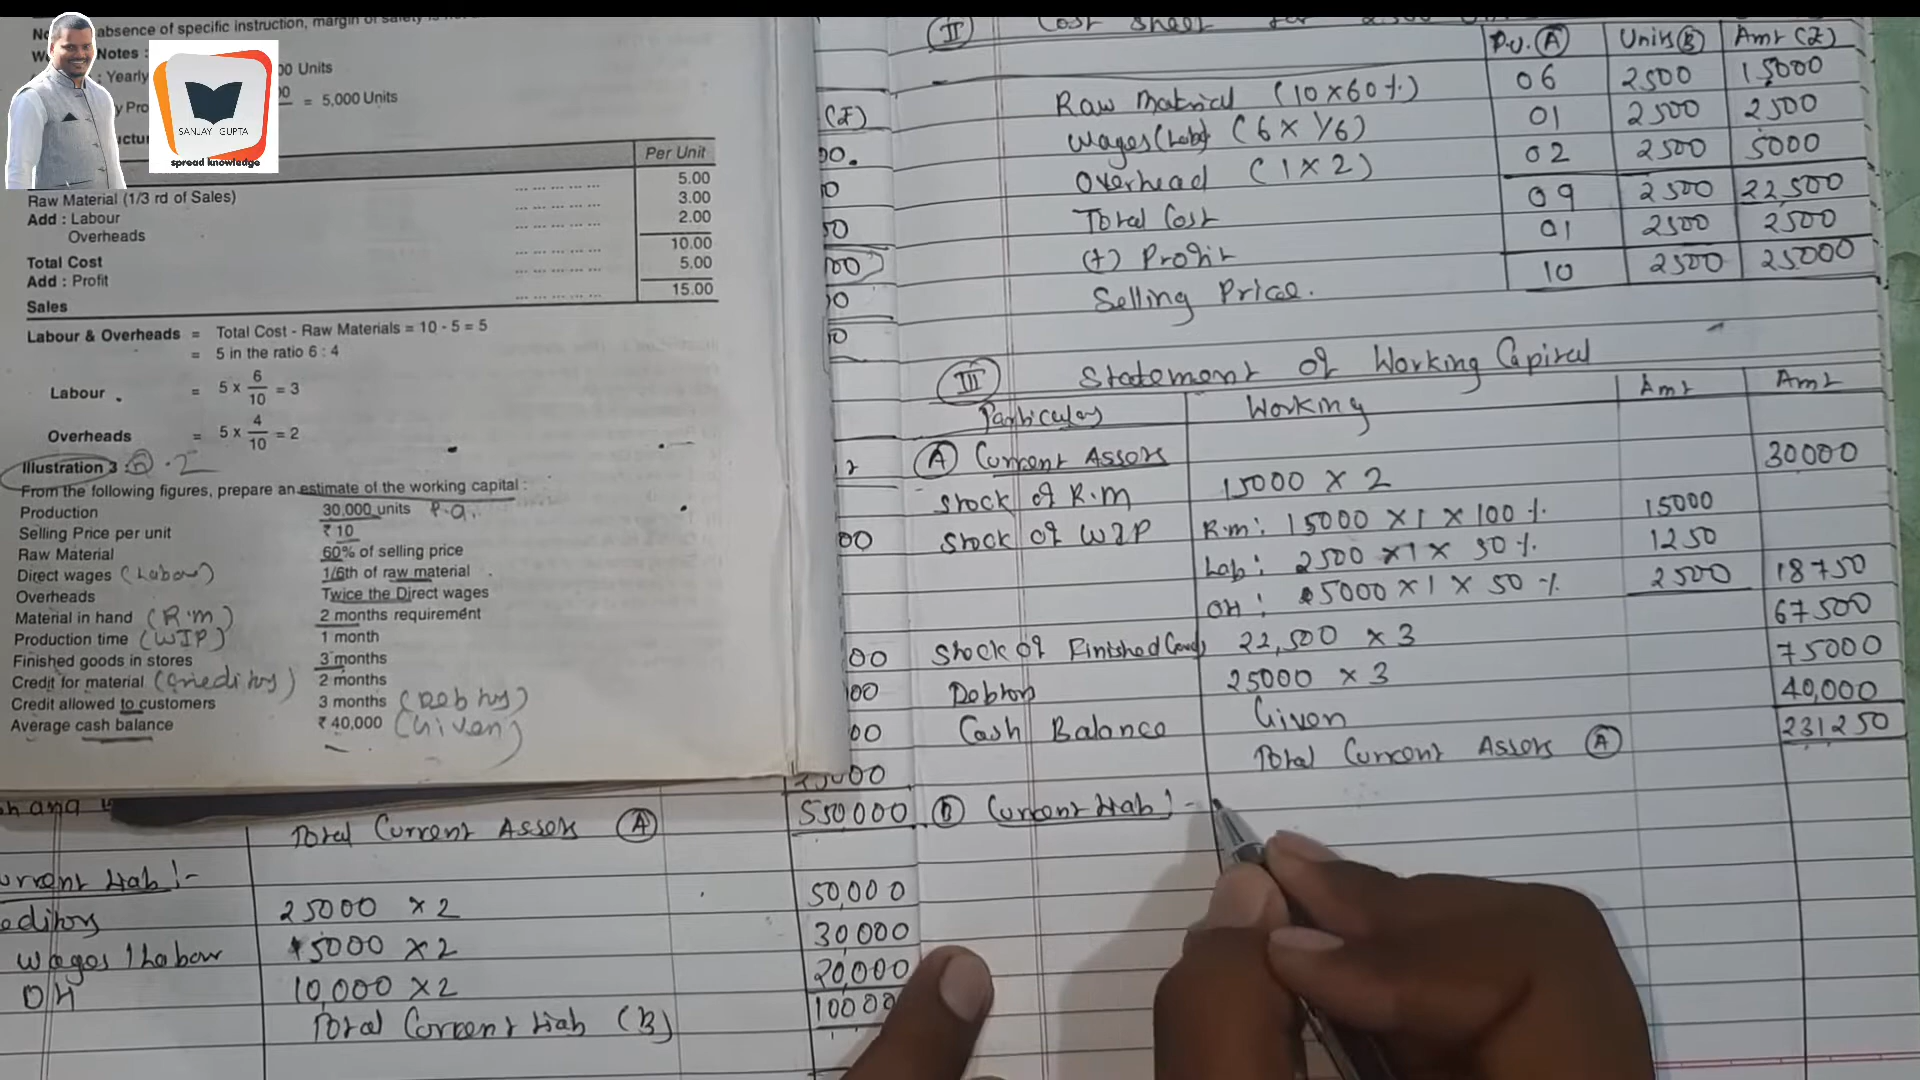 absence of specific instruction, margin of safety is
Notes :
: Yearly
00 Units
= 5,000 Units
SANJAY GUPTA
spread knowledge
Per Unit
Raw Material (1/3 rd of Sales) ... ... ... ... ... 5.00
Add : Labour ... ... ... ... ... 3.00
Overheads ... ... ... ... ... 2.00
Total Cost 10.00
Add : Profit ... ... ... ... ... 5.00
Sales ... ... ... ... ... 15.00
Labour & Overheads = Total Cost - Raw Materials = 10 - 5 = 5
= 5 in the ratio 6 : 4
Labour = 5 × 6/10 = 3
Overheads = 5 × 4/10 = 2
Illustration 3 :
From the following figures, prepare an estimate of the working capital :
Production 30,000 units P.a.
Selling Price per unit ₹ 10
Raw Material 60% of selling price
Direct wages (Labour) 1/6th of raw material
Overheads Twice the Direct wages
Material in hand (R.m) 2 months requirement
Production time (WIP) 1 month
Finished goods in stores 3 months
Credit for material (Creditors) 2 months
Credit allowed to customers 3 months (Debtors)
Average cash balance ₹ 40,000 (Given)
Total Current Assets (A) 550000
Current Liab :-
25000 × 2 50,000
Wages / Labour 15000 × 2 30,000
OH 10,000 × 2 20,000
Total Current Liab (B)
II Cost Sheet for 2500
P.U. (A) Units (B) Amt (₹)
Raw Material (10 × 60%) 06 2500 15000
Wages (Lab) (6 × 1/6) 01 2500 2500
Overhead (1 × 2) 02 2500 5000
Total Cost 09 2500 22,500
(+) Profit 01 2500 2500
Selling Price. 10 2500 25000
III Statement of Working Capital
Particulars Working Amt Amt
(A) Current Assets
Stock of R.m 15000 × 2 30000
Stock of WIP R.m: 15000 × 1 × 100% 15000
Lab: 2500 × 1 × 50% 1250
OH: 5000 × 1 × 50% 2500 18750
Stock of Finished Goods 22,500 × 3 67500
Debtors 25000 × 3 75000
Cash Balance Given 40,000
Total Current Assets (A) 231250
(B) Current Liab :-